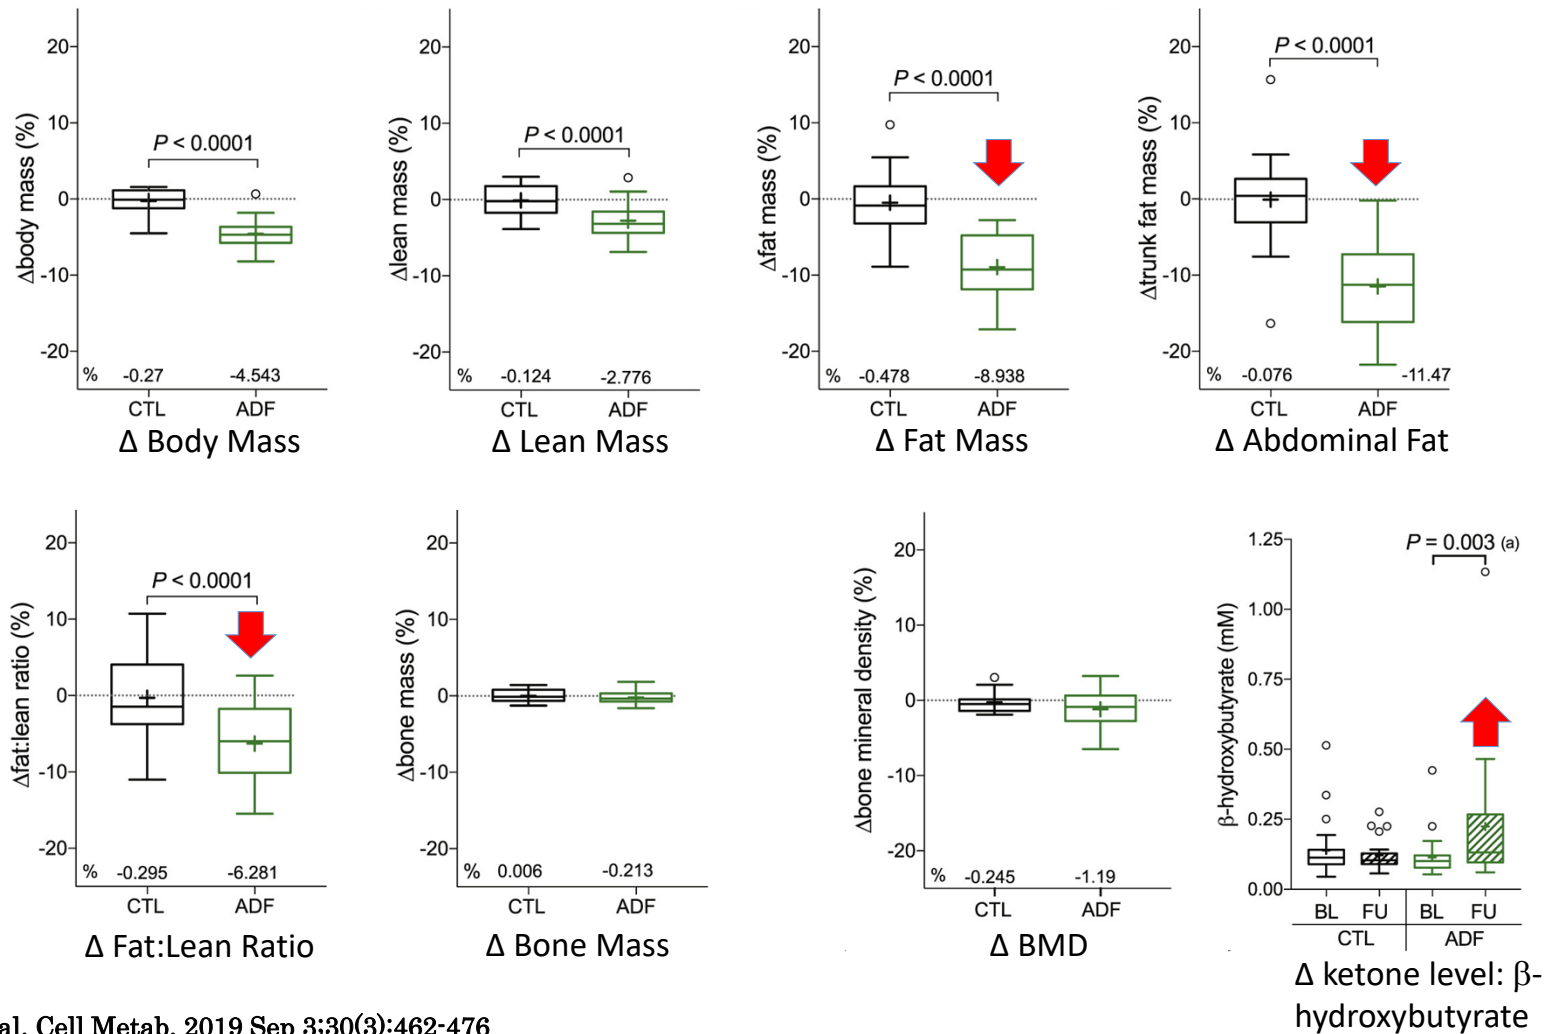 Δbody mass (%)
20
10
0
-10
-20
P < 0.0001
% -0.27 -4.543
CTL ADF
Δ Body Mass
Δlean mass (%)
20
10
0
-10
-20
P < 0.0001
% -0.124 -2.776
CTL ADF
Δ Lean Mass
Δfat mass (%)
20
10
0
-10
-20
P < 0.0001
% -0.478 -8.938
CTL ADF
Δ Fat Mass
Δtrunk fat mass (%)
20
10
0
-10
-20
P < 0.0001
% -0.076 -11.47
CTL ADF
Δ Abdominal Fat
Δfat:lean ratio (%)
20
10
0
-10
-20
P < 0.0001
% -0.295 -6.281
CTL ADF
Δ Fat:Lean Ratio
Δbone mass (%)
20
10
0
-10
-20
% 0.006 -0.213
CTL ADF
Δ Bone Mass
Δbone mineral density (%)
20
10
0
-10
-20
% -0.245 -1.19
CTL ADF
Δ BMD
β-hydroxybutyrate (mM)
1.25
1.00
0.75
0.50
0.25
0.00
P = 0.003 (a)
BL FU BL FU
CTL ADF
Δ ketone level: β-
hydroxybutyrate
al. Cell Metab. 2019 Sep 3;30(3):462-476